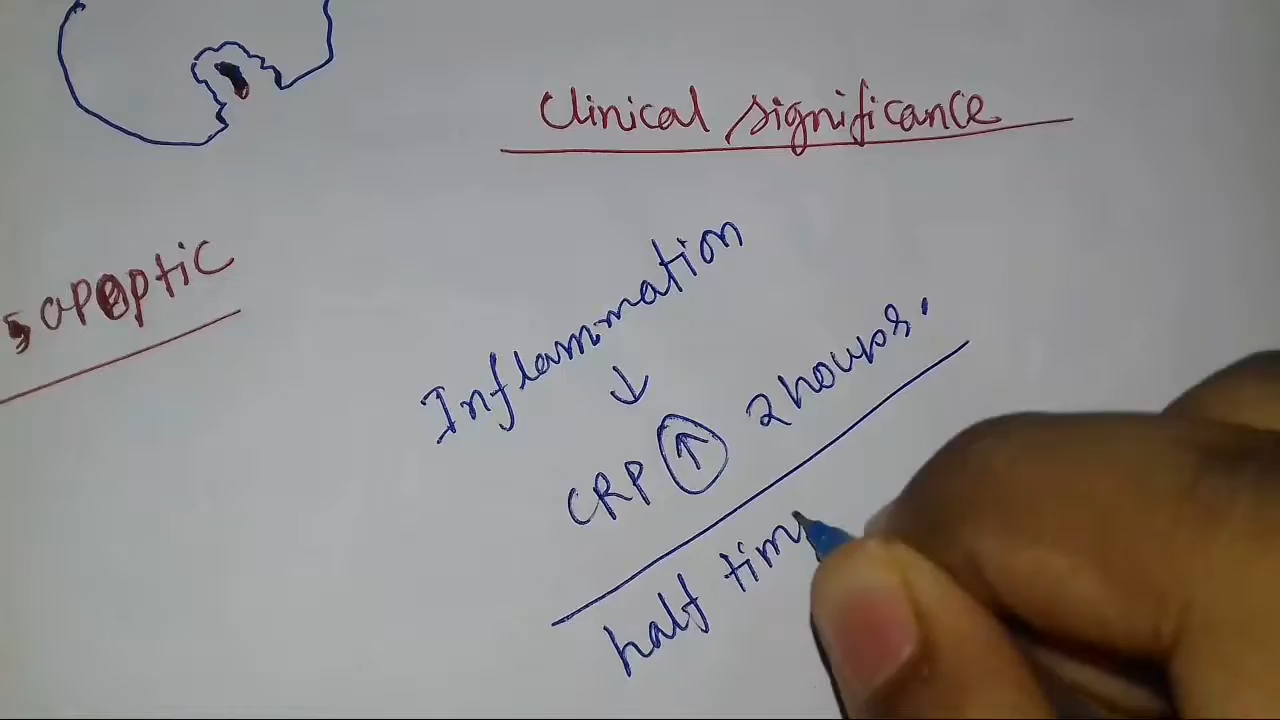 Clinical significance
apoptic
Inflammation
↓
CRP ↑ 2 hours.
half tim